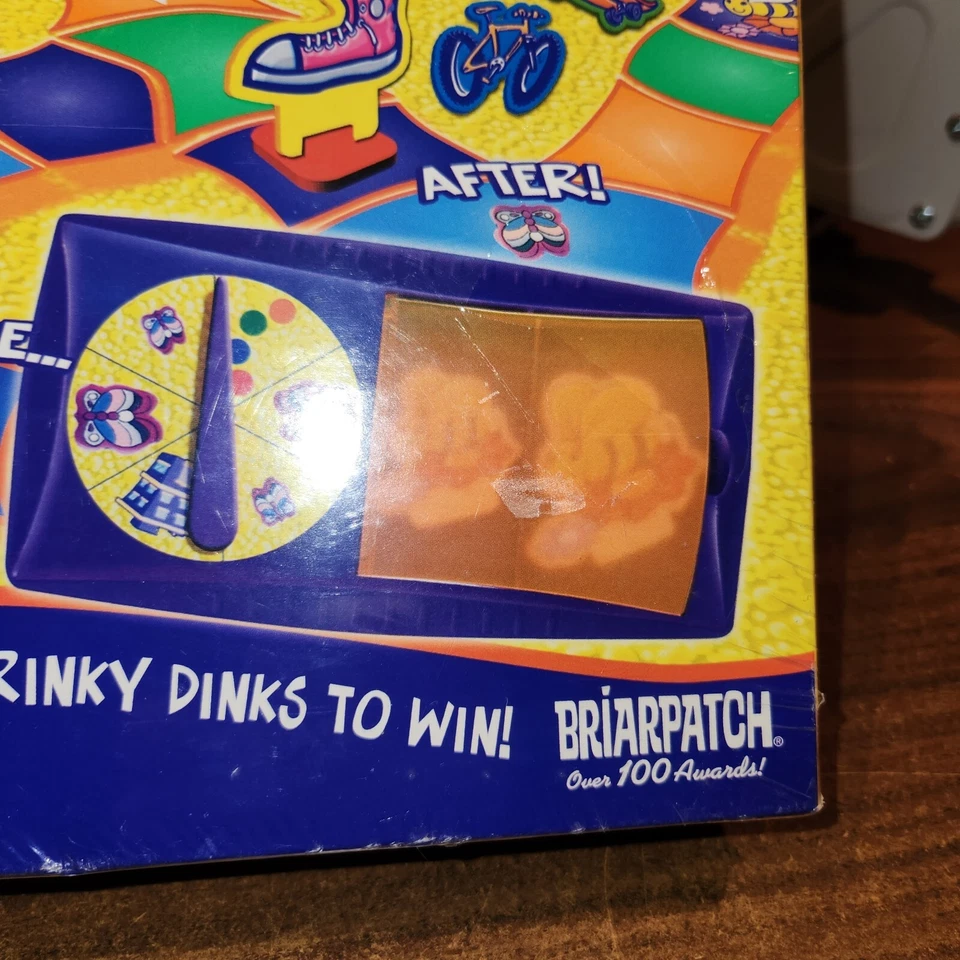 AFTER!
E...
RINKY DINKS TO WIN!
BRIARPATCH®
Over 100 Awards!